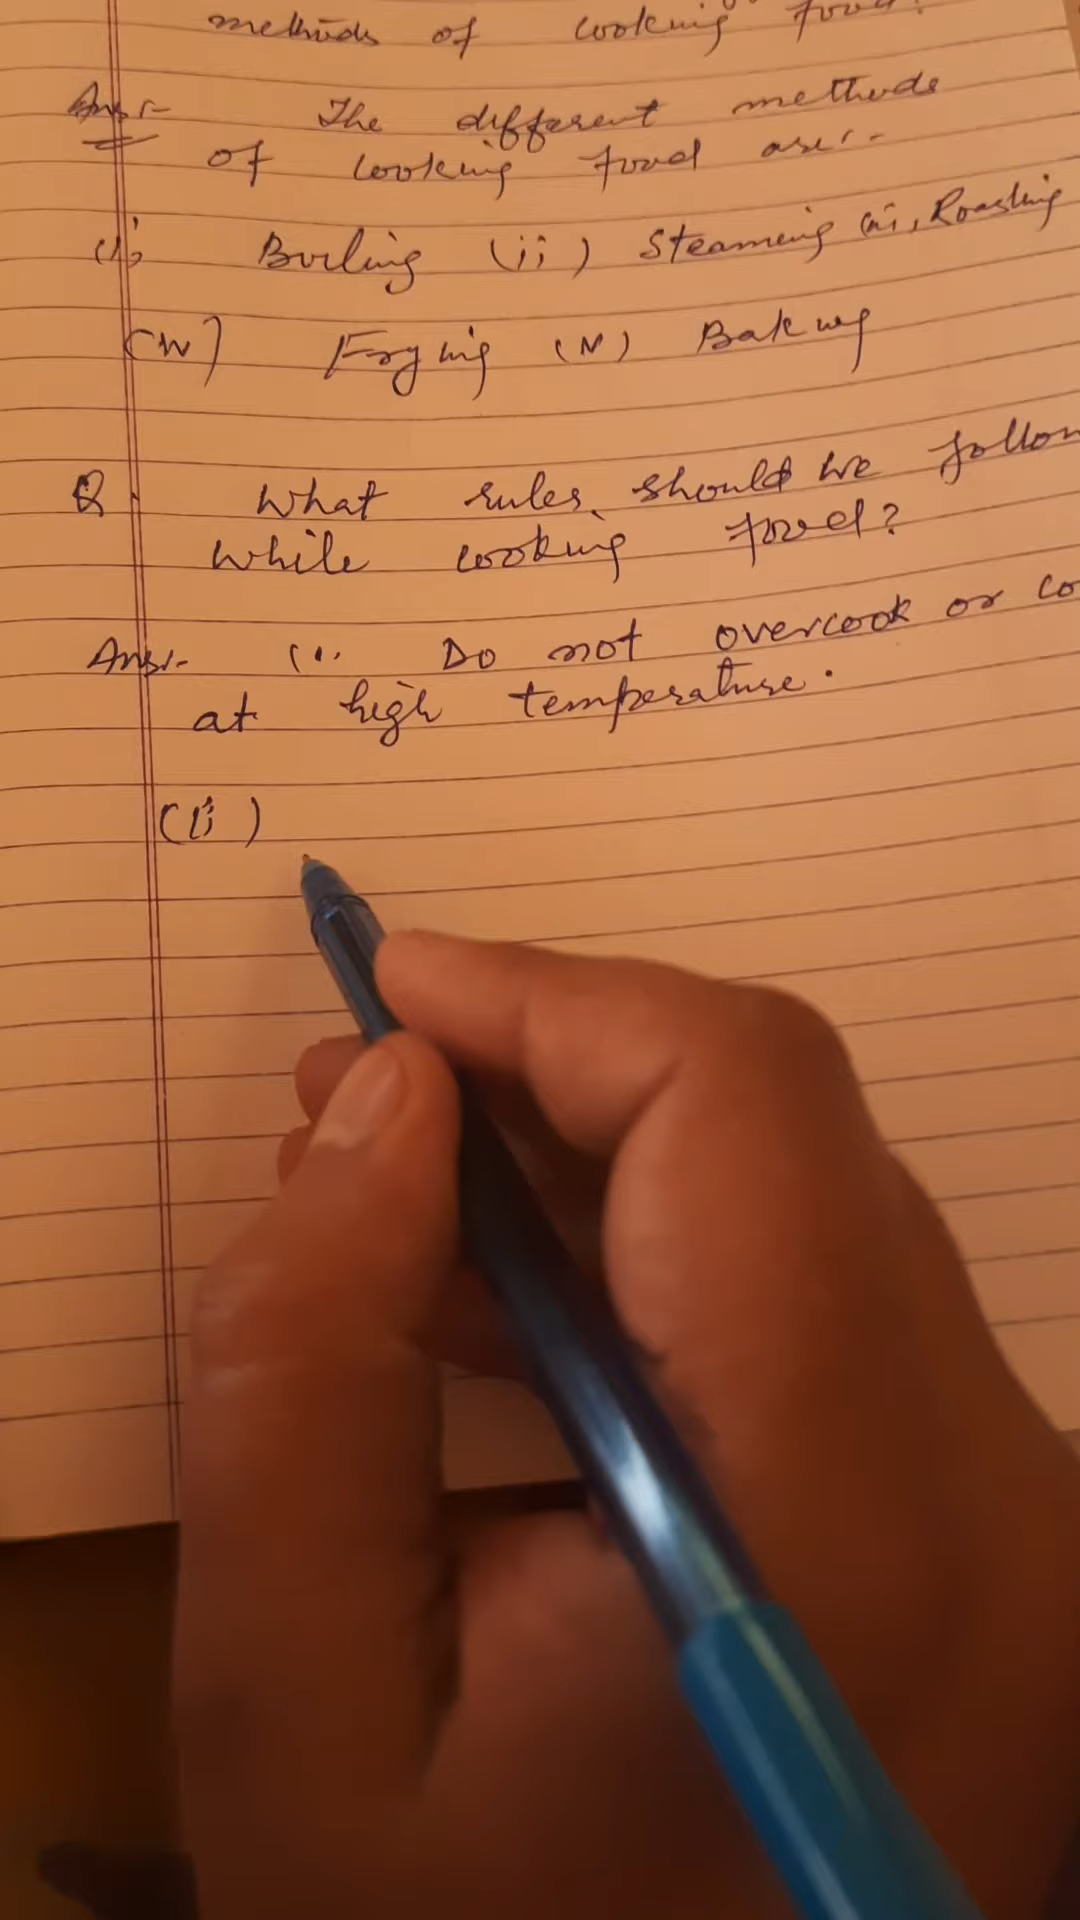 methods of cooking food?
Ans:- The different methods
of cooking food are:-
(i) Boiling (ii) Steaming (iii) Roasting
(iv) Frying (v) Baking
Q What rules should we follow
while cooking food?
Ans:- (i. Do not overcook or co
at high temperature.
(ii)